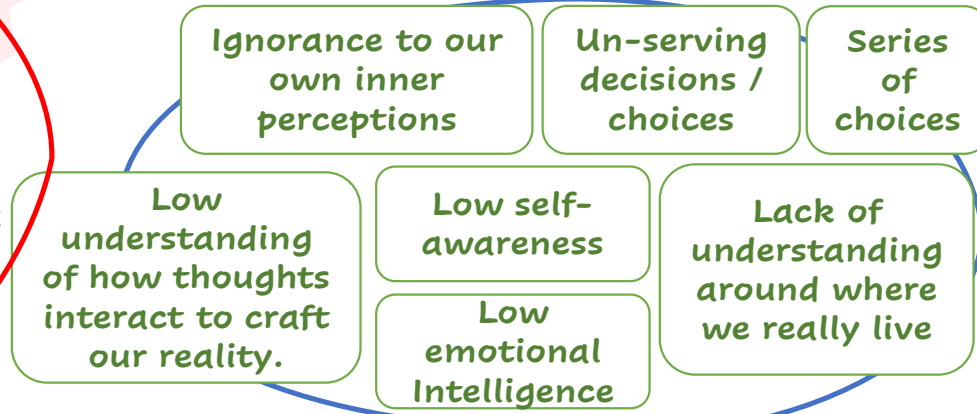 Ignorance to our
own inner
perceptions
Un-serving
decisions /
choices
Series
of
choices
Low
understanding
of how thoughts
interact to craft
our reality.
Low self-
awareness
Low
emotional
Intelligence
Lack of
understanding
around where
we really live